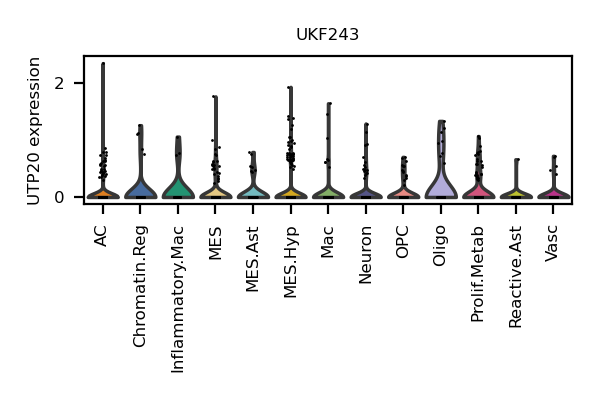 UKF243
UTP20 expression
2
0
AC
Chromatin.Reg
Inflammatory.Mac
MES
MES.Ast
MES.Hyp
Mac
Neuron
OPC
Oligo
Prolif.Metab
Reactive.Ast
Vasc